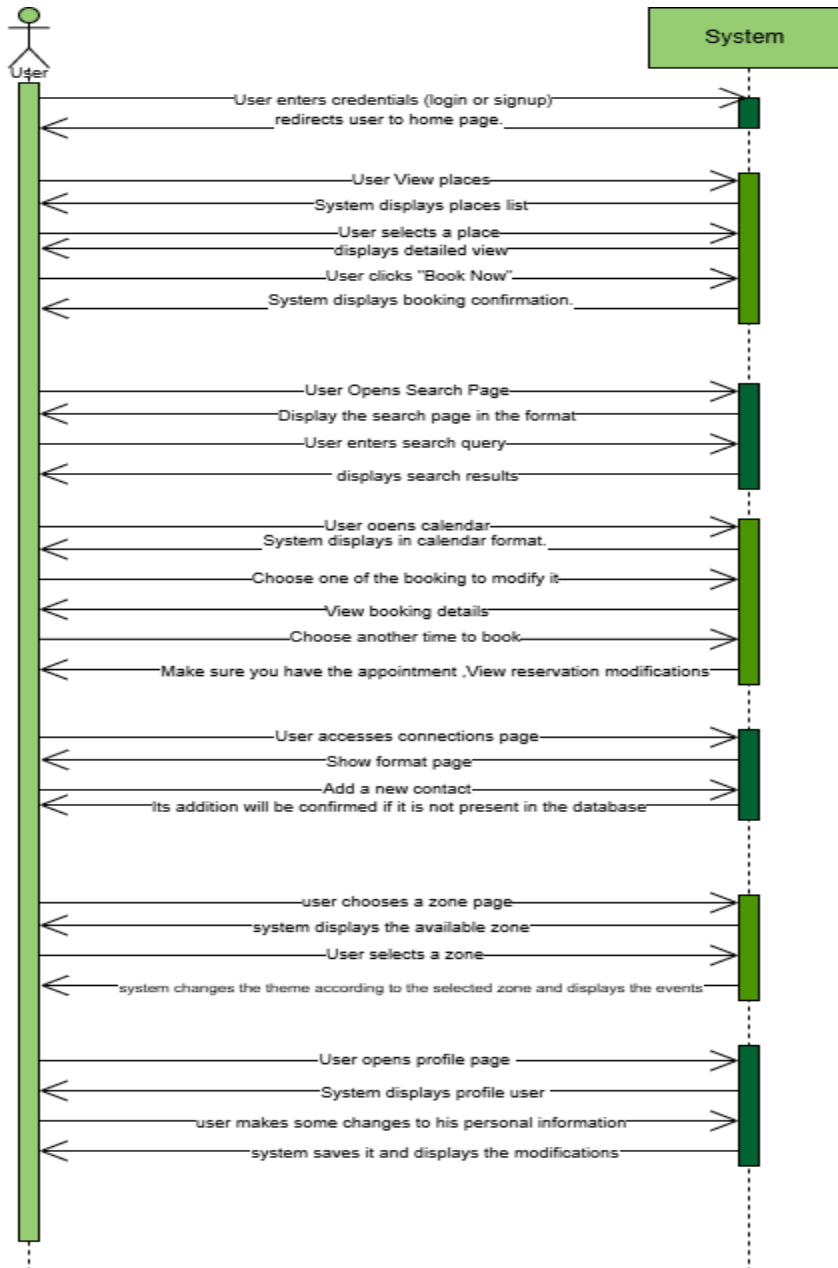 System
User
User enters credentials (login or signup)
redirects user to home page.
User View places
System displays places list
User selects a place
displays detailed view
User clicks "Book Now"
System displays booking confirmation.
User Opens Search Page
Display the search page in the format
User enters search query
displays search results
User opens calendar
System displays in calendar format.
Choose one of the booking to modify it
View booking details
Choose another time to book
Make sure you have the appointment ,View reservation modifications
User accesses connections page
Show format page
Add a new contact
Its addition will be confirmed if it is not present in the database
user chooses a zone page
system displays the available zone
User selects a zone
system changes the theme according to the selected zone and displays the events
User opens profile page
System displays profile user
user makes some changes to his personal information
system saves it and displays the modifications